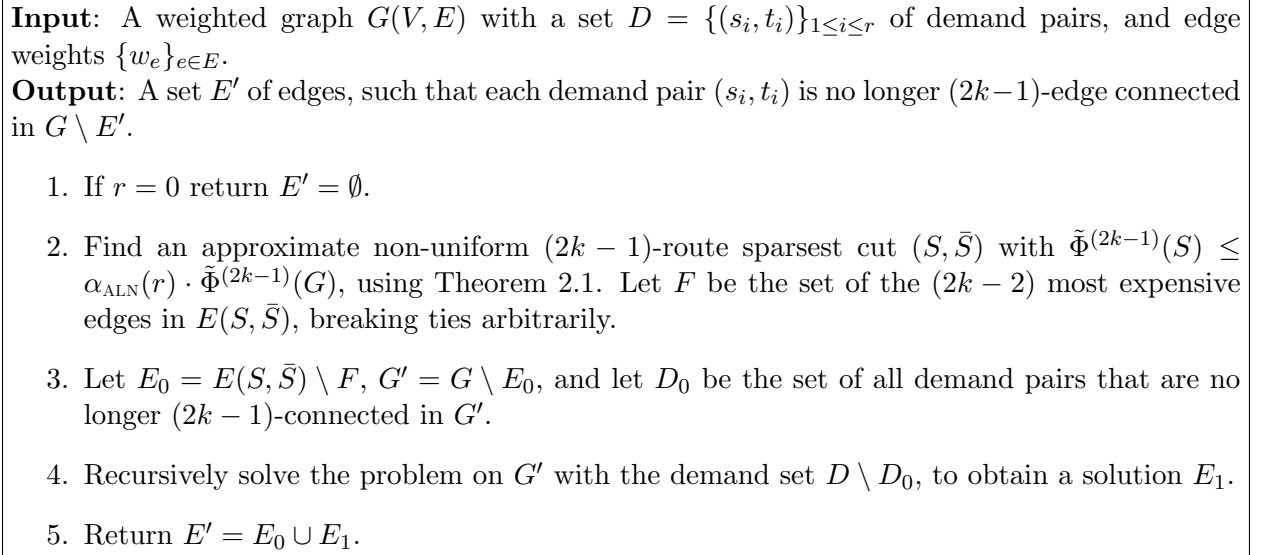 Input: A weighted graph G(V, E) with a set D = {(s_i, t_i)}_{1≤i≤r} of demand pairs, and edge
weights {w_e}_{e∈E}.
Output: A set E′ of edges, such that each demand pair (s_i, t_i) is no longer (2k−1)-edge connected
in G \ E′.
1. If r = 0 return E′ = ∅.
2. Find an approximate non-uniform (2k − 1)-route sparsest cut (S, S̄) with Φ̃^{(2k−1)}(S) ≤
α_{ALN}(r) · Φ̃^{(2k−1)}(G), using Theorem 2.1. Let F be the set of the (2k − 2) most expensive
edges in E(S, S̄), breaking ties arbitrarily.
3. Let E_0 = E(S, S̄) \ F, G′ = G \ E_0, and let D_0 be the set of all demand pairs that are no
longer (2k − 1)-connected in G′.
4. Recursively solve the problem on G′ with the demand set D \ D_0, to obtain a solution E_1.
5. Return E′ = E_0 ∪ E_1.